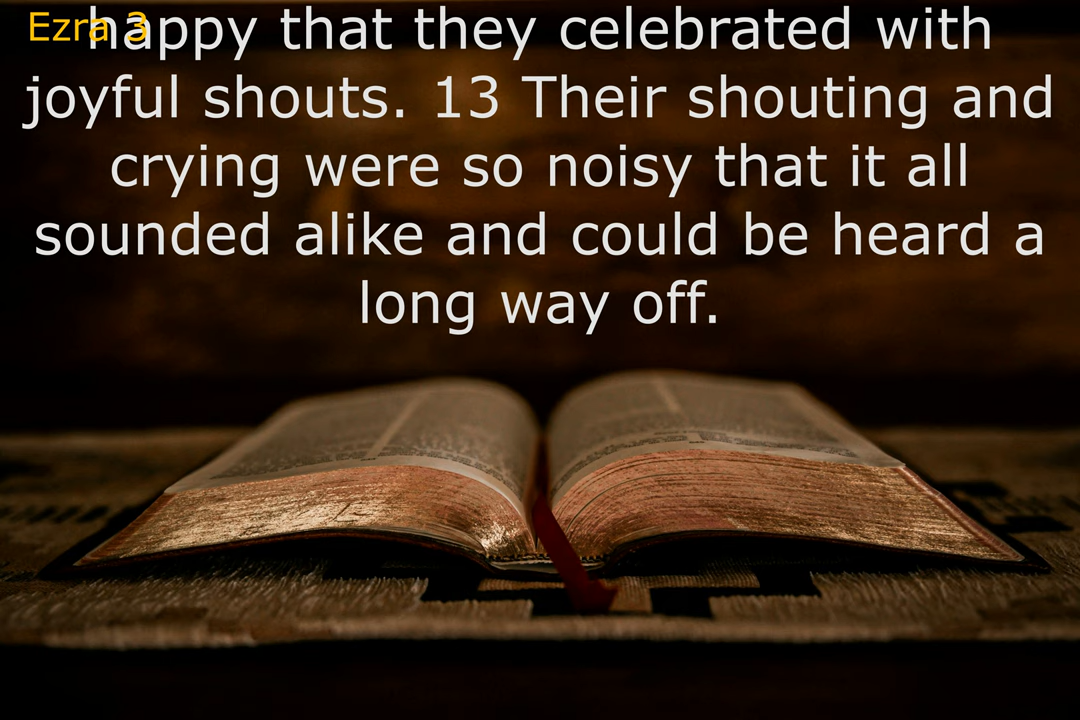 Ezra 3
happy that they celebrated with
joyful shouts. 13 Their shouting and
crying were so noisy that it all
sounded alike and could be heard a
long way off.